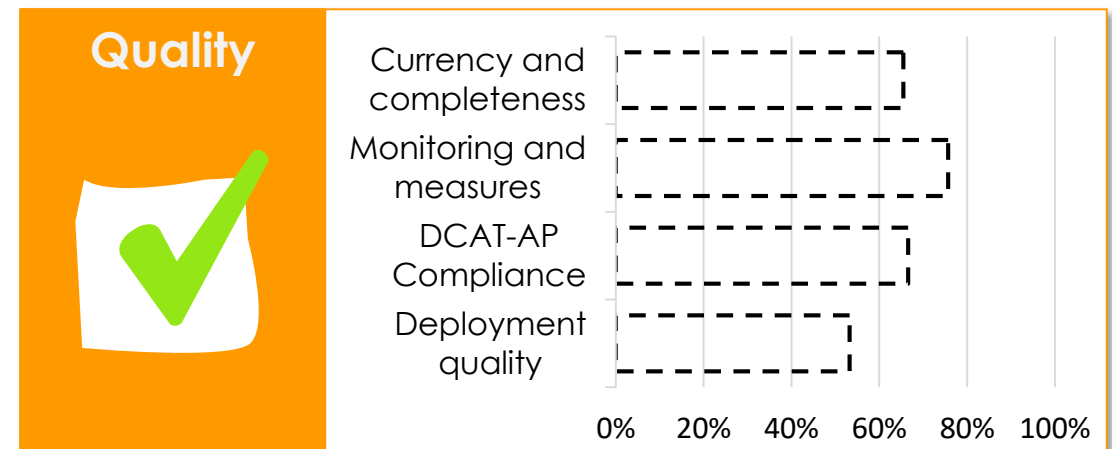 Quality
Currency and
completeness
Monitoring and
measures
DCAT-AP
Compliance
Deployment
quality
0% 20% 40% 60% 80% 100%